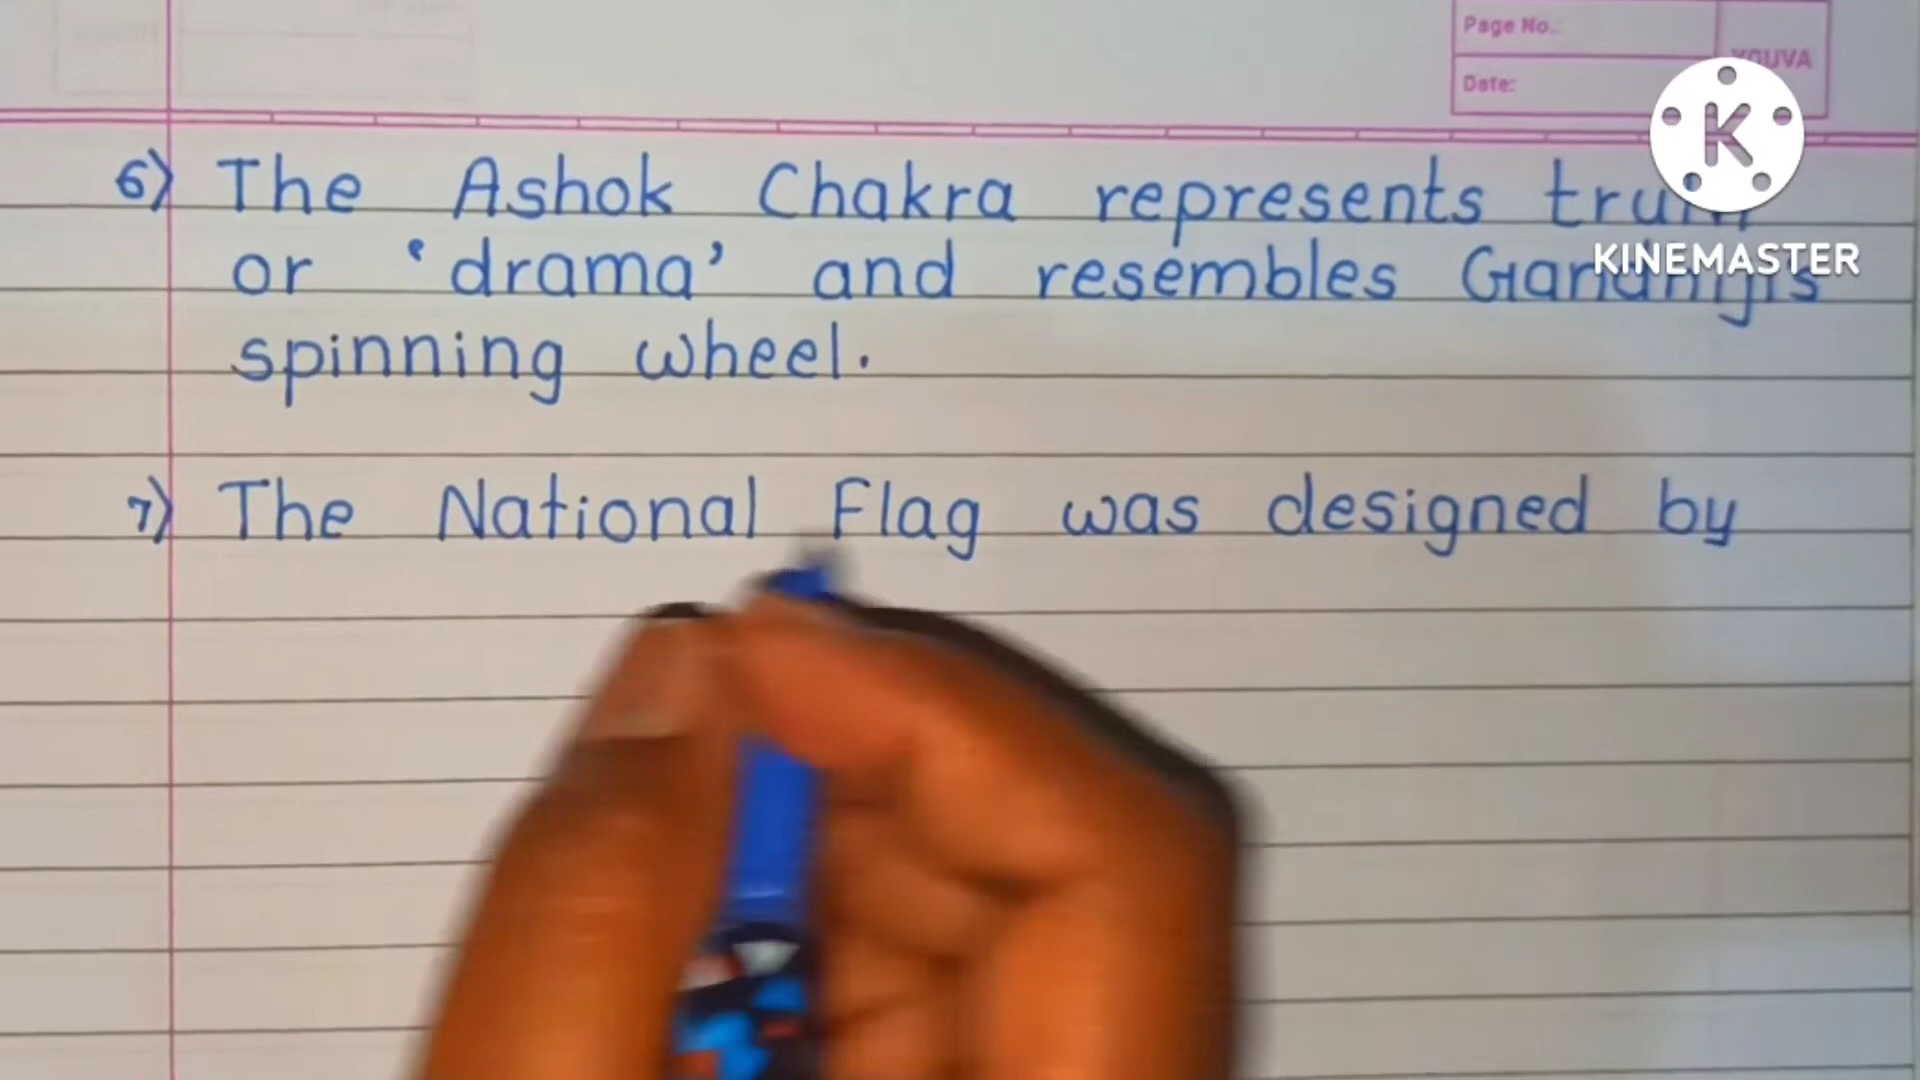 Page No.:
YOUVA
Date:
K
KINEMASTER
6) The Ashok Chakra represents
or 'drama' and resembles
spinning wheel.
7) The National Flag was designed by